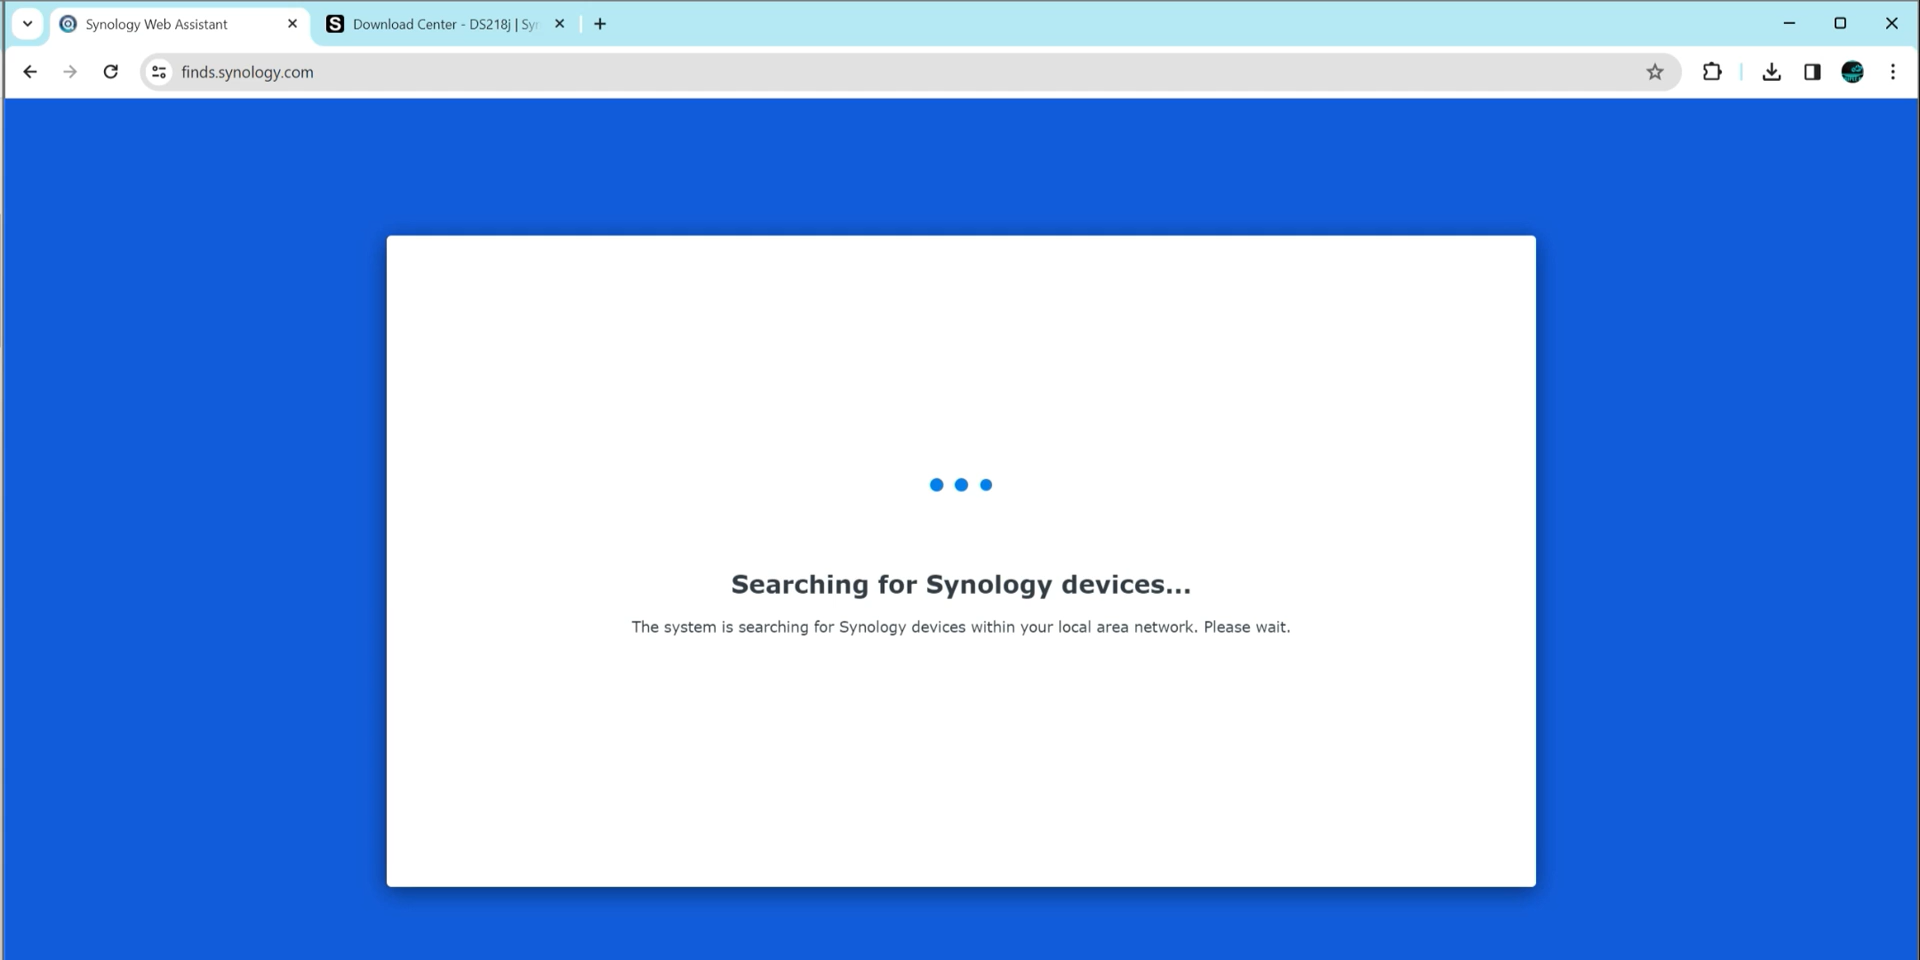 Synology Web Assistant
Download Center - DS218j | Sy
finds.synology.com
Searching for Synology devices...
The system is searching for Synology devices within your local area network. Please wait.